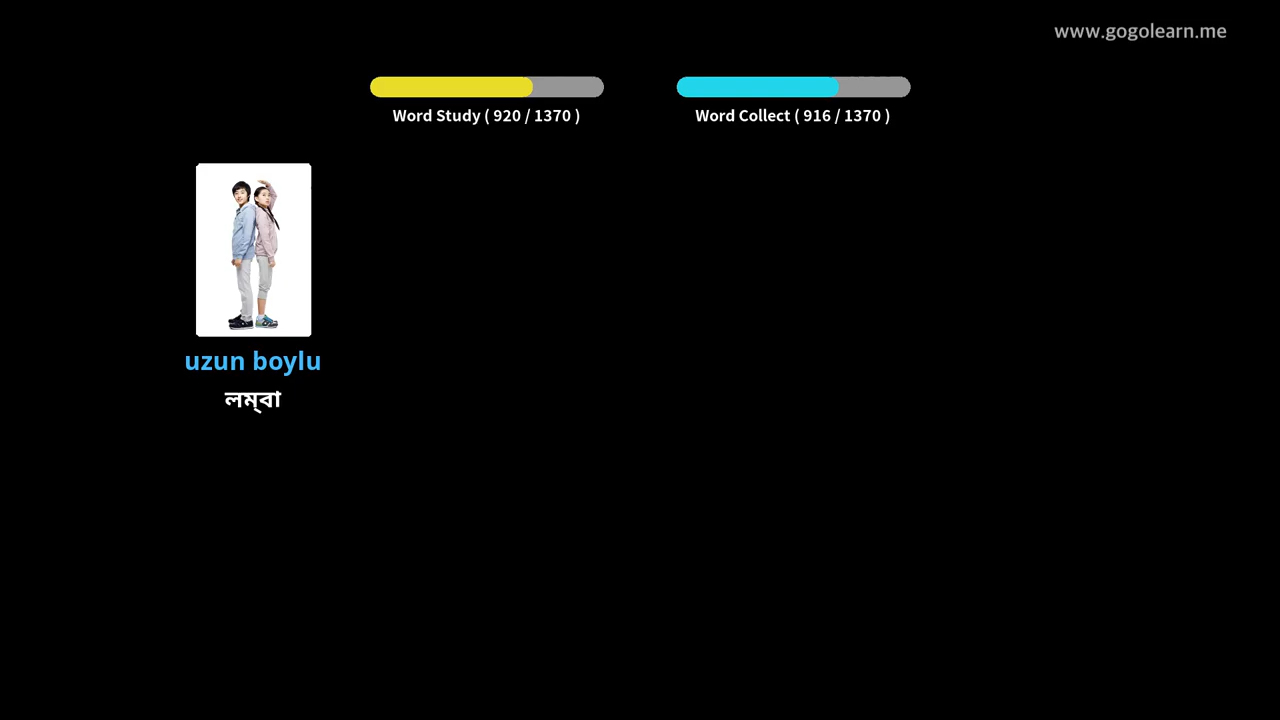 www.gogolearn.me
Word Study ( 920 / 1370 )
Word Collect ( 916 / 1370 )
uzun boylu
লম্বা